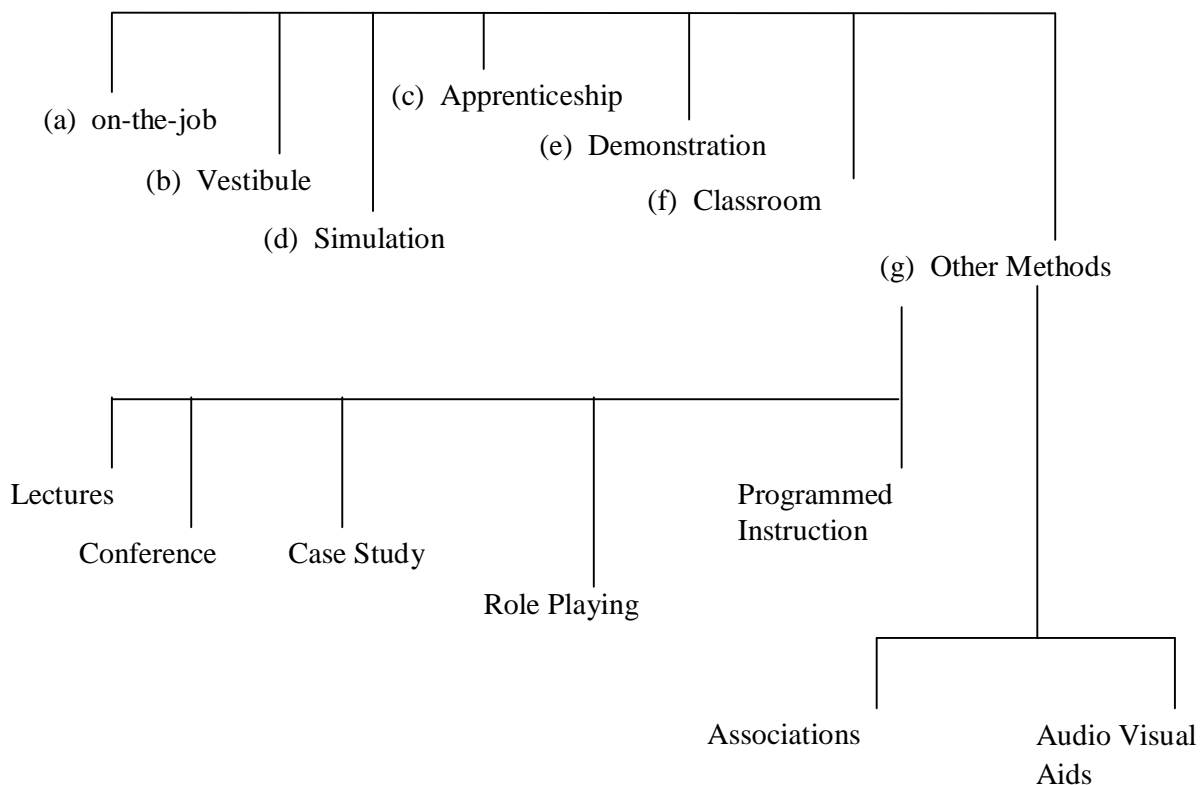 (a) on-the-job
(b) Vestibule
(c) Apprenticeship
(d) Simulation
(e) Demonstration
(f) Classroom
(g) Other Methods
Lectures
Conference
Case Study
Role Playing
Programmed
Instruction
Associations
Audio Visual
Aids